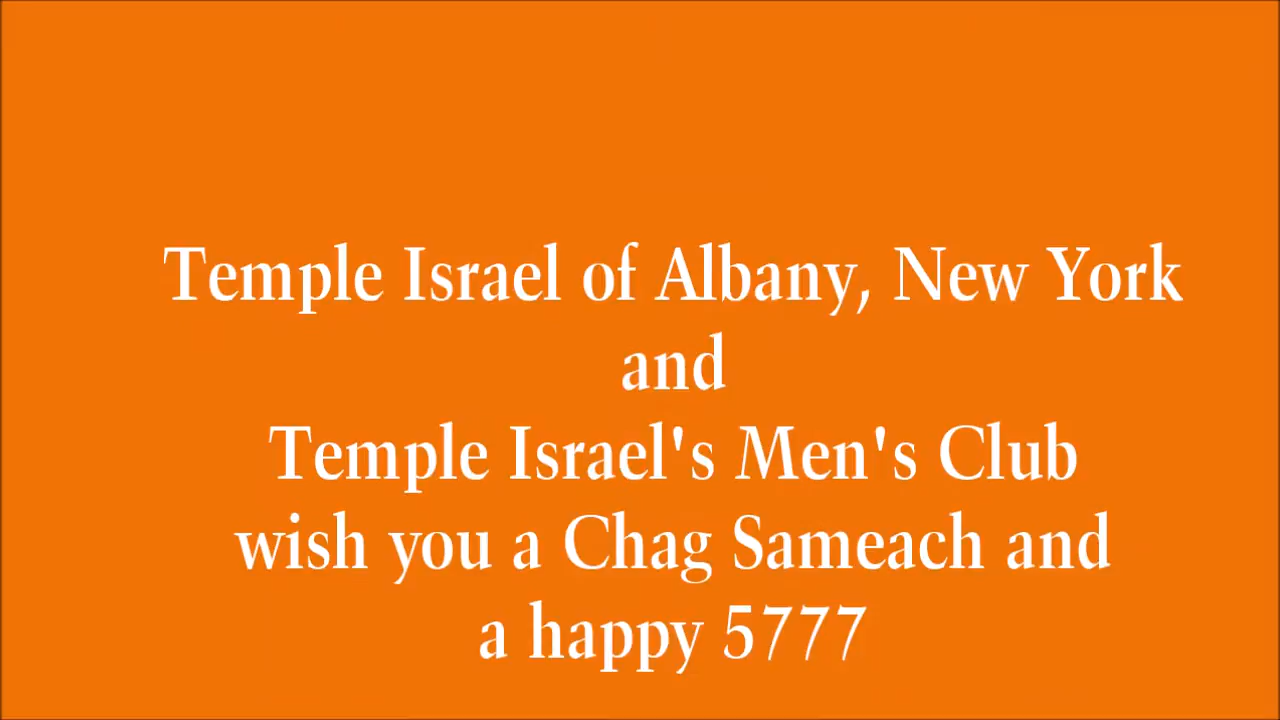 Temple Israel of Albany, New York
and
Temple Israel's Men's Club
wish you a Chag Sameach and
a happy 5777